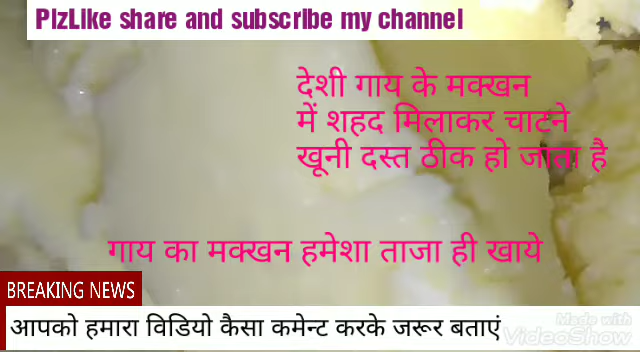 PlzLike share and subscribe my channel
देशी गाय के मक्खन
में शहद मिलाकर चाटने
खूनी दस्त ठीक हो जाता है
गाय का मक्खन हमेशा ताजा ही खाये
BREAKING NEWS
आपको हमारा विडियो कैसा कमेन्ट करके जरूर बताएं
Made with
VideoShow